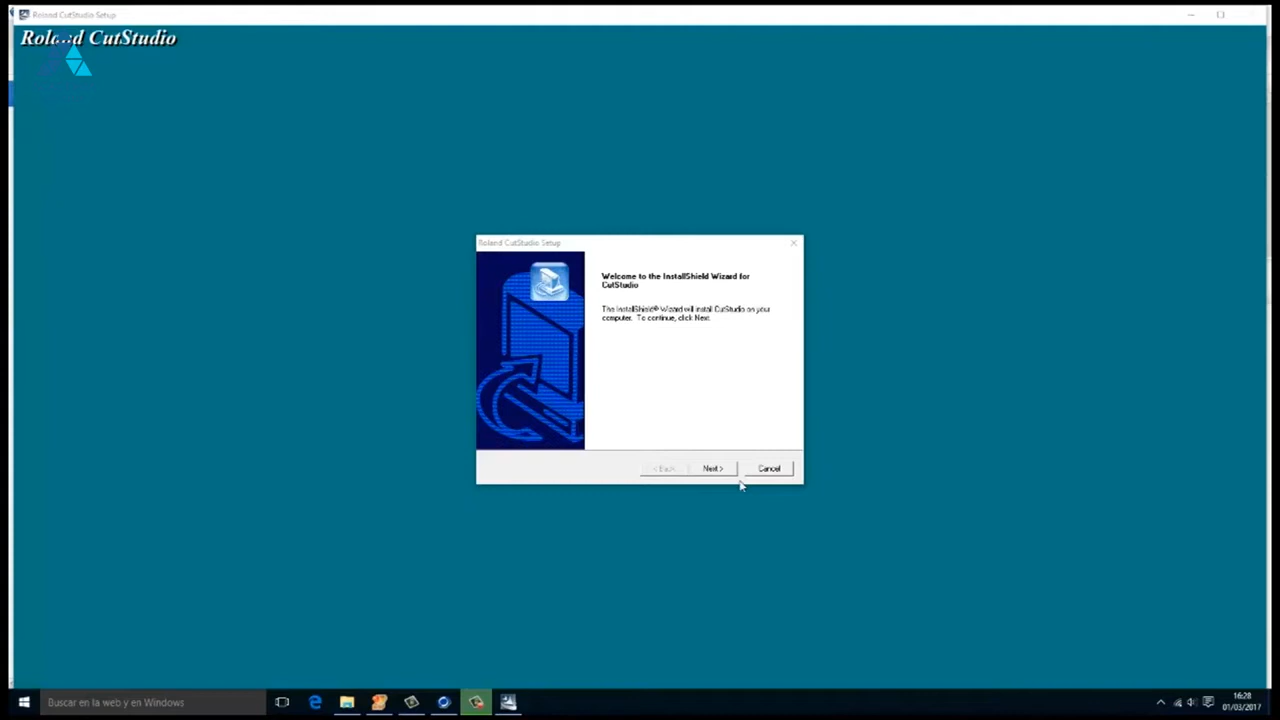 Roland CutStudio Setup
Roland CutStudio
Roland CutStudio Setup
Welcome to the InstallShield Wizard for
CutStudio
The InstallShield® Wizard will install CutStudio on your
computer. To continue, click Next.
< Back Next > Cancel
Buscar en la web y en Windows
16:28
01/03/2017